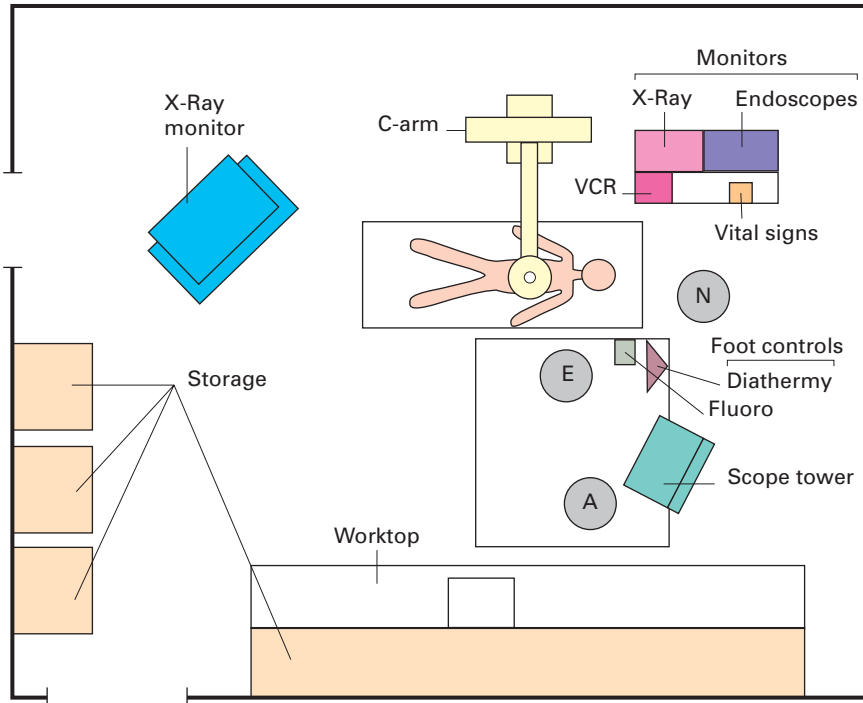 Monitors
X-Ray
monitor
X-Ray
Endoscopes
C-arm
VCR
Vital signs
N
Foot controls
E
Diathermy
Storage
Fluoro
Scope tower
A
Worktop